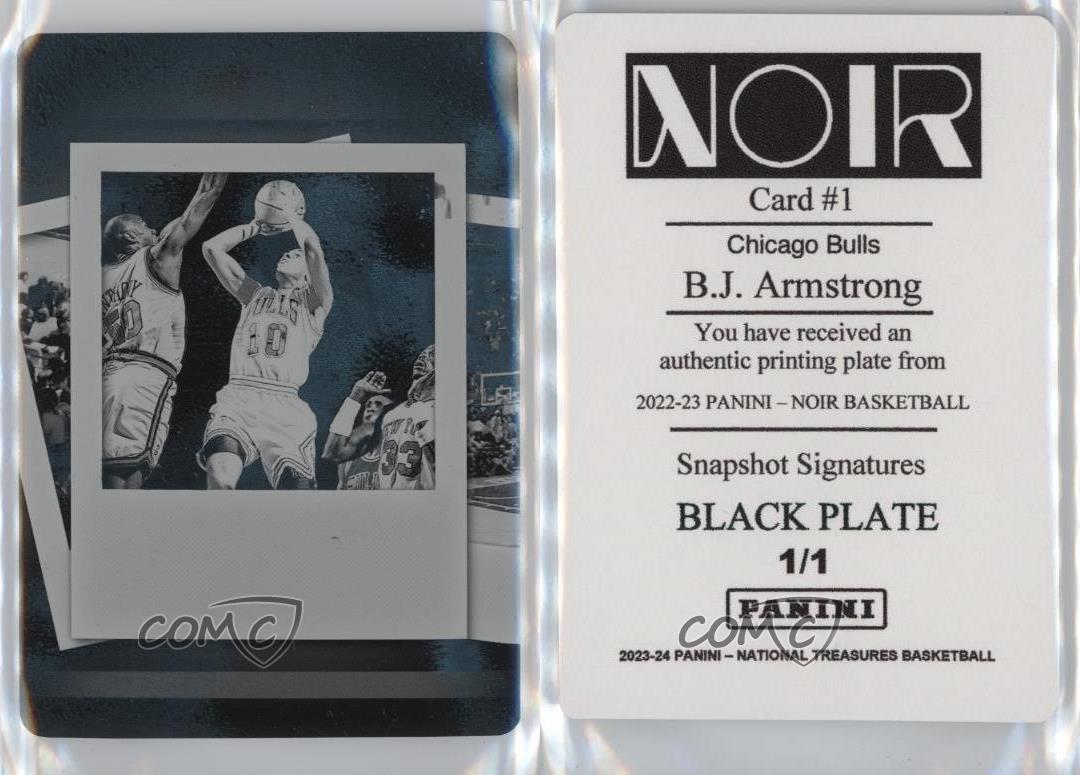 BULLS
10
33
COMC
NOIR
Card #1
Chicago Bulls
B.J. Armstrong
You have received an
authentic printing plate from
2022-23 PANINI – NOIR BASKETBALL
Snapshot Signatures
BLACK PLATE
1/1
PANINI
COMC
2023-24 PANINI – NATIONAL TREASURES BASKETBALL